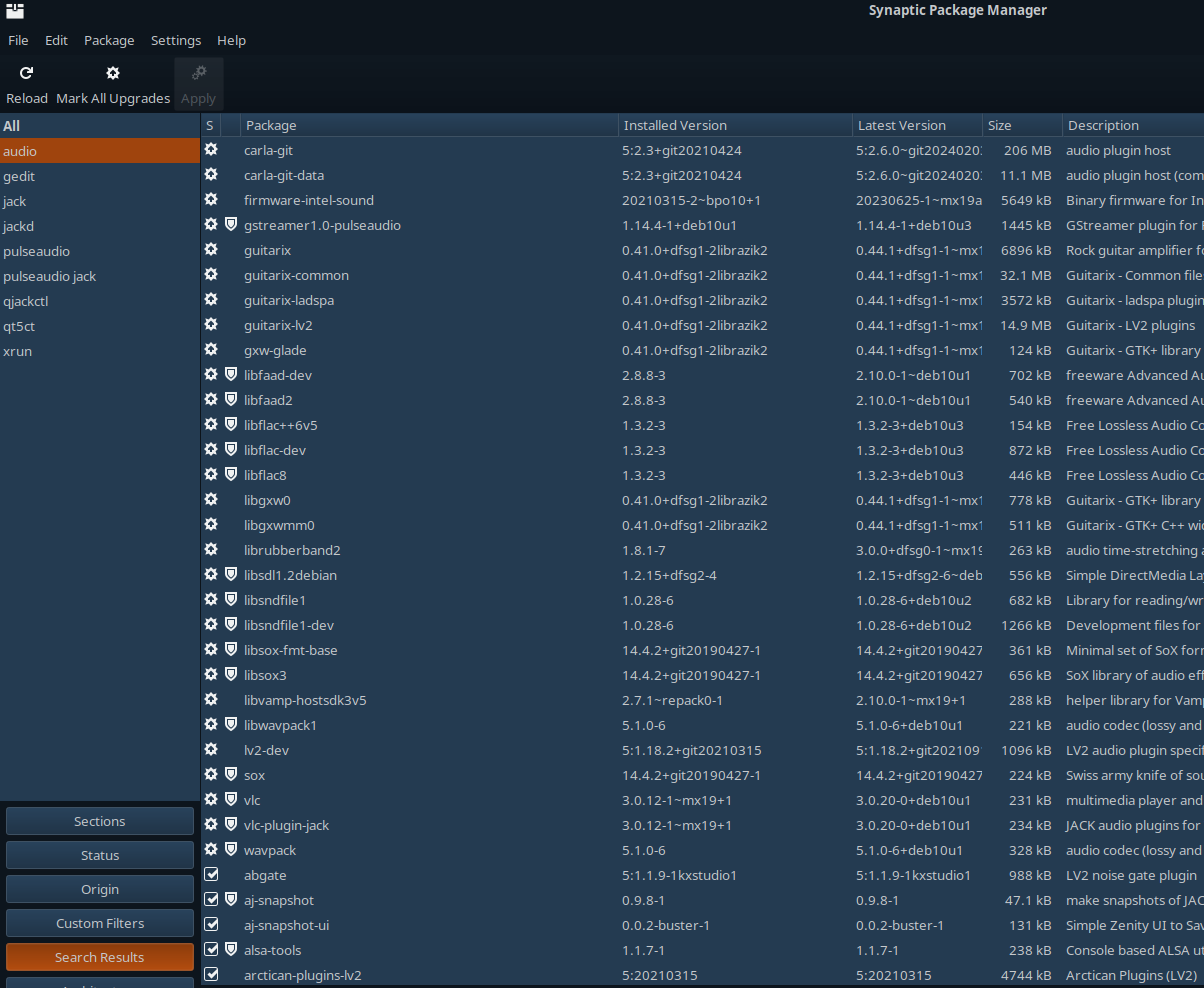 Synaptic Package Manager
File Edit Package Settings Help
Reload Mark All Upgrades Apply
All
audio
gedit
jack
jackd
pulseaudio
pulseaudio jack
qjackctl
qt5ct
xrun
Sections
Status
Origin
Custom Filters
Search Results
S Package Installed Version Latest Version Size Description
carla-git 5:2.3+git20210424 5:2.6.0~git2024020 206 MB audio plugin host
carla-git-data 5:2.3+git20210424 5:2.6.0~git2024020 11.1 MB audio plugin host (com
firmware-intel-sound 20210315-2~bpo10+1 20230625-1~mx19a 5649 kB Binary firmware for In
gstreamer1.0-pulseaudio 1.14.4-1+deb10u1 1.14.4-1+deb10u3 1445 kB GStreamer plugin for
guitarix 0.41.0+dfsg1-2librazik2 0.44.1+dfsg1-1~mx1 6896 kB Rock guitar amplifier fo
guitarix-common 0.41.0+dfsg1-2librazik2 0.44.1+dfsg1-1~mx1 32.1 MB Guitarix - Common file
guitarix-ladspa 0.41.0+dfsg1-2librazik2 0.44.1+dfsg1-1~mx1 3572 kB Guitarix - ladspa plugin
guitarix-lv2 0.41.0+dfsg1-2librazik2 0.44.1+dfsg1-1~mx1 14.9 MB Guitarix - LV2 plugins
gxw-glade 0.41.0+dfsg1-2librazik2 0.44.1+dfsg1-1~mx1 124 kB Guitarix - GTK+ library
libfaad-dev 2.8.8-3 2.10.0-1~deb10u1 702 kB freeware Advanced Au
libfaad2 2.8.8-3 2.10.0-1~deb10u1 540 kB freeware Advanced Au
libflac++6v5 1.3.2-3 1.3.2-3+deb10u3 154 kB Free Lossless Audio Co
libflac-dev 1.3.2-3 1.3.2-3+deb10u3 872 kB Free Lossless Audio Co
libflac8 1.3.2-3 1.3.2-3+deb10u3 446 kB Free Lossless Audio Co
libgxw0 0.41.0+dfsg1-2librazik2 0.44.1+dfsg1-1~mx1 778 kB Guitarix - GTK+ library
libgxwmm0 0.41.0+dfsg1-2librazik2 0.44.1+dfsg1-1~mx1 511 kB Guitarix - GTK+ C++ wi
librubberband2 1.8.1-7 3.0.0+dfsg0-1~mx19 263 kB audio time-stretching a
libsdl1.2debian 1.2.15+dfsg2-4 1.2.15+dfsg2-6~deb 556 kB Simple DirectMedia La
libsndfile1 1.0.28-6 1.0.28-6+deb10u2 682 kB Library for reading/wr
libsndfile1-dev 1.0.28-6 1.0.28-6+deb10u2 1266 kB Development files for
libsox-fmt-base 14.4.2+git20190427-1 14.4.2+git20190427 361 kB Minimal set of SoX for
libsox3 14.4.2+git20190427-1 14.4.2+git20190427 656 kB SoX library of audio eff
libvamp-hostsdk3v5 2.7.1~repack0-1 2.10.0-1~mx19+1 288 kB helper library for Vam
libwavpack1 5.1.0-6 5.1.0-6+deb10u1 221 kB audio codec (lossy and
lv2-dev 5:1.18.2+git20210315 5:1.18.2+git202109 1096 kB LV2 audio plugin specif
sox 14.4.2+git20190427-1 14.4.2+git20190427 224 kB Swiss army knife of sou
vlc 3.0.12-1~mx19+1 3.0.20-0+deb10u1 231 kB multimedia player and
vlc-plugin-jack 3.0.12-1~mx19+1 3.0.20-0+deb10u1 234 kB JACK audio plugins for
wavpack 5.1.0-6 5.1.0-6+deb10u1 328 kB audio codec (lossy and
abgate 5:1.1.9-1kxstudio1 5:1.1.9-1kxstudio1 988 kB LV2 noise gate plugin
aj-snapshot 0.9.8-1 0.9.8-1 47.1 kB make snapshots of JAC
aj-snapshot-ui 0.0.2-buster-1 0.0.2-buster-1 131 kB Simple Zenity UI to Sav
alsa-tools 1.1.7-1 1.1.7-1 238 kB Console based ALSA ut
arctican-plugins-lv2 5:20210315 5:20210315 4744 kB Arctican Plugins (LV2)